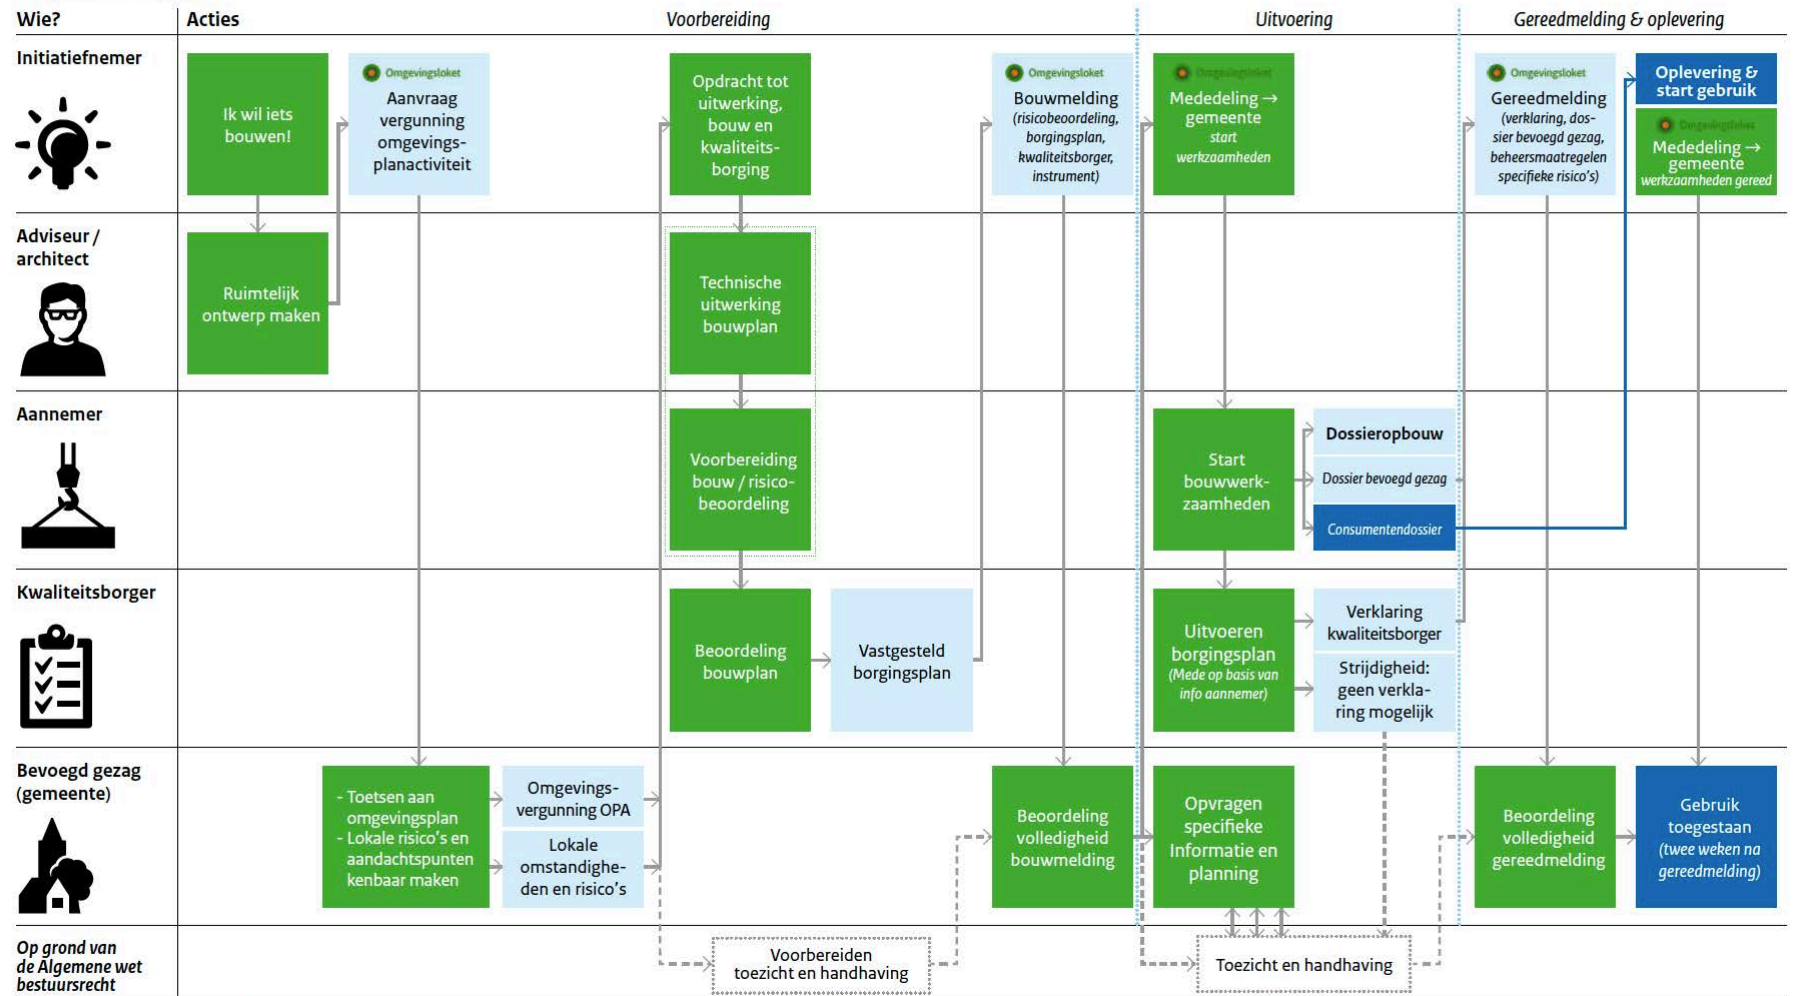 Wie?
Acties
Voorbereiding
Uitvoering
Gereedmelding & oplevering
Initiatiefnemer
Ik wil iets
bouwen!
Omgevingsloket
Aanvraag
vergunning
omgevings-
planactiviteit
Opdracht tot
uitwerking,
bouw en
kwaliteits-
borging
Omgevingsloket
Bouwmelding
(risicobeoordeling,
borgingsplan,
kwaliteitsborger,
instrument)
Omgevingsloket
Mededeling →
gemeente
start
werkzaamheden
Omgevingsloket
Gereedmelding
(verklaring, dos-
sier bevoegd gezag,
beheersmaatregelen
specifieke risico's)
Oplevering &
start gebruik
Omgevingsloket
Mededeling →
gemeente
werkzaamheden gereed
Adviseur /
architect
Ruimtelijk
ontwerp maken
Technische
uitwerking
bouwplan
Aannemer
Voorbereiding
bouw / risico-
beoordeling
Start
bouwwerk-
zaamheden
Dossieropbouw
Dossier bevoegd gezag
Consumentendossier
Kwaliteitsborger
Beoordeling
bouwplan
Vastgesteld
borgingsplan
Uitvoeren
borgingsplan
(Mede op basis van
info aannemer)
Verklaring
kwaliteitsborger
Strijdigheid:
geen verkla-
ring mogelijk
Bevoegd gezag
(gemeente)
- Toetsen aan
omgevingsplan
- Lokale risico's en
aandachtspunten
kenbaar maken
Omgevings-
vergunning OPA
Lokale
omstandighe-
den en risico's
Beoordeling
volledigheid
bouwmelding
Opvragen
specifieke
Informatie en
planning
Beoordeling
volledigheid
gereedmelding
Gebruik
toegestaan
(twee weken na
gereedmelding)
Op grond van
de Algemene wet
bestuursrecht
Voorbereiden
toezicht en handhaving
Toezicht en handhaving